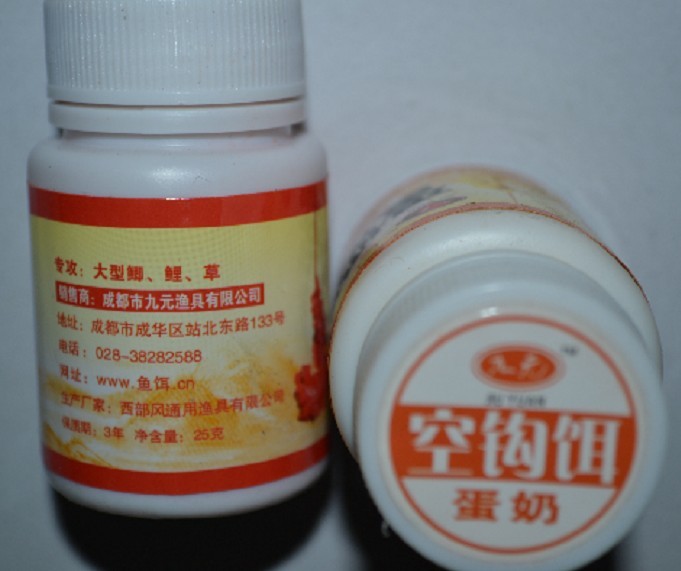 专攻：大型鲫、鲤、草
销售商：成都市九元渔具有限公司
地址：成都市成华区站北东路133号
电话：028-38282588
网址：www.鱼饵.cn
生产厂家：西部风通用渔具有限公司
保质期：3年 净含量：25克
九元
空钩饵
蛋奶